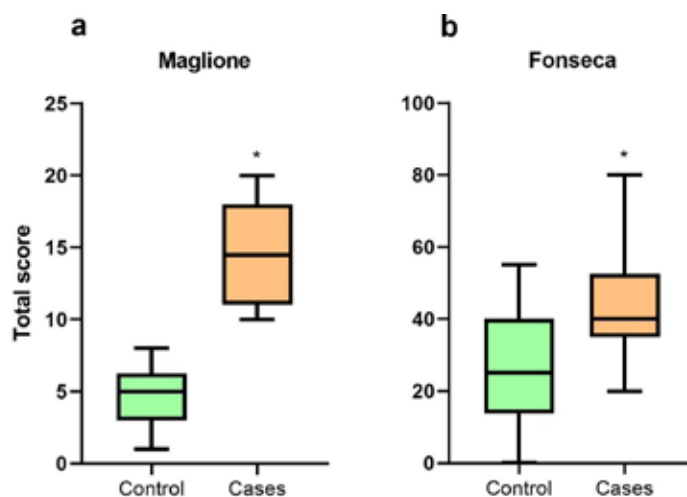 a
Maglione
Total score
25
20
15
10
5
0
*
Control
Cases
b
Fonseca
100
80
60
40
20
0
*
Control
Cases